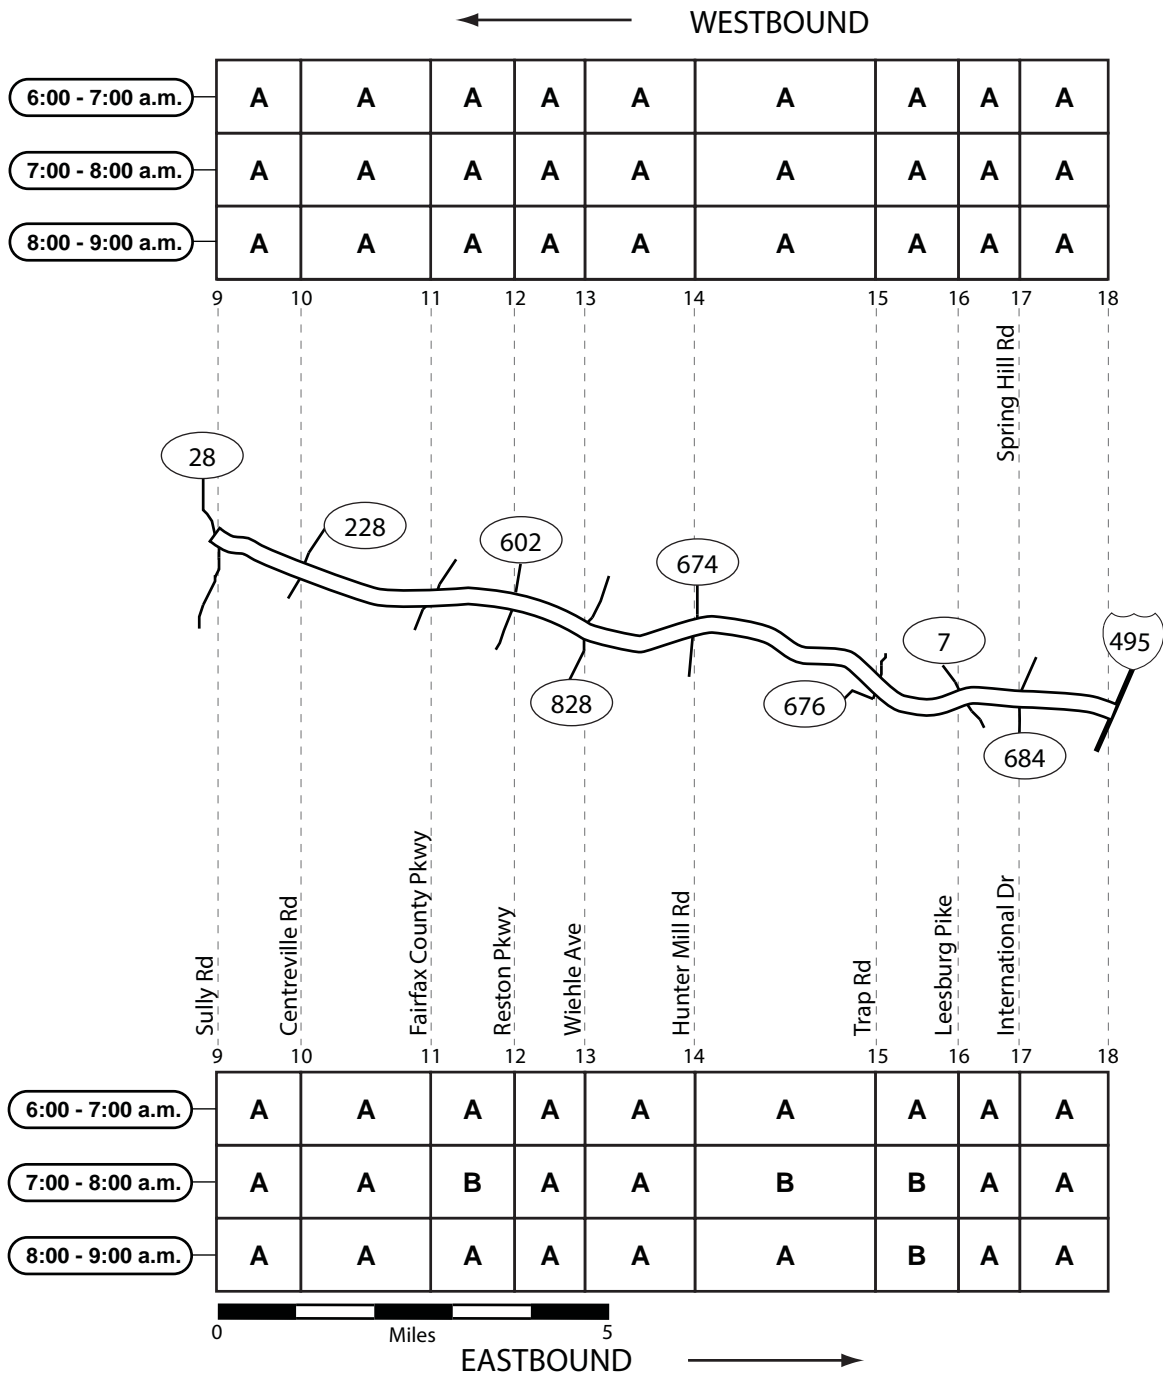 WESTBOUND
6:00 - 7:00 a.m. A A A A A A A A A
7:00 - 8:00 a.m. A A A A A A A A A
8:00 - 9:00 a.m. A A A A A A A A A
9 10 11 12 13 14 15 16 17 18
Spring Hill Rd
28
228
602
674
7
495
828
676
684
Sully Rd
Centreville Rd
Fairfax County Pkwy
Reston Pkwy
Wiehle Ave
Hunter Mill Rd
Trap Rd
Leesburg Pike
International Dr
9 10 11 12 13 14 15 16 17 18
6:00 - 7:00 a.m. A A A A A A A A A
7:00 - 8:00 a.m. A A B A A B B A A
8:00 - 9:00 a.m. A A A A A A B A A
0 Miles 5
EASTBOUND